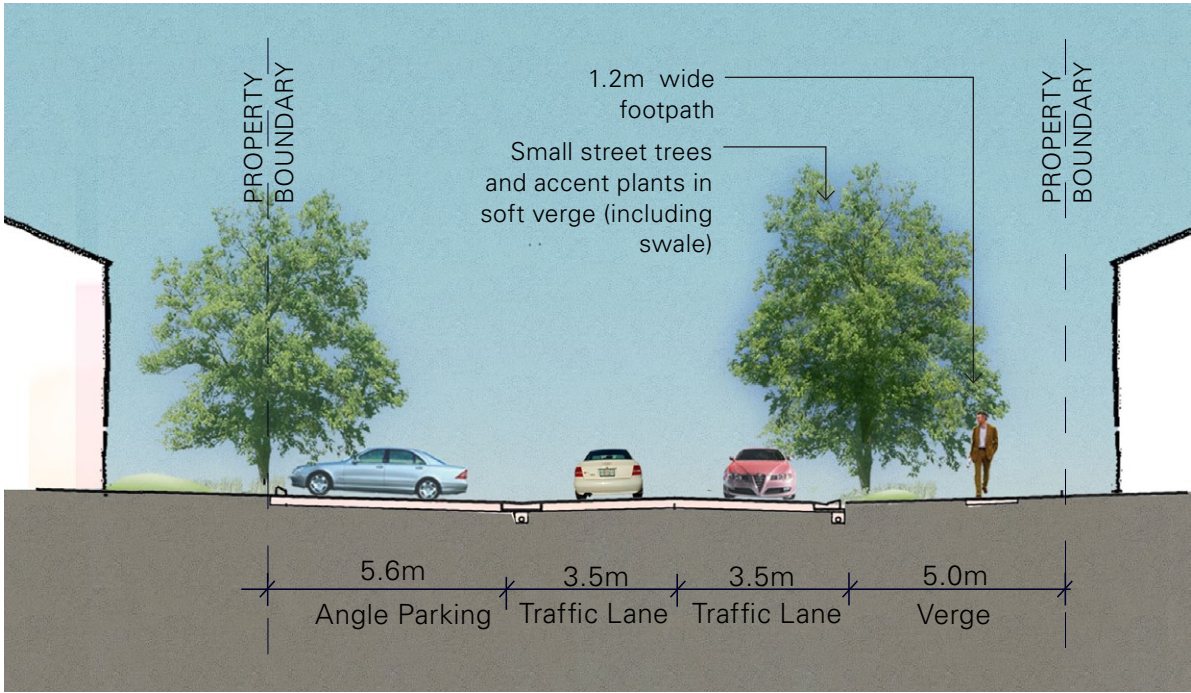 PROPERTY
BOUNDARY
1.2m wide
footpath
Small street trees
and accent plants in
soft verge (including
swale)
PROPERTY
BOUNDARY
5.6m
3.5m
3.5m
5.0m
Angle Parking
Traffic Lane
Traffic Lane
Verge